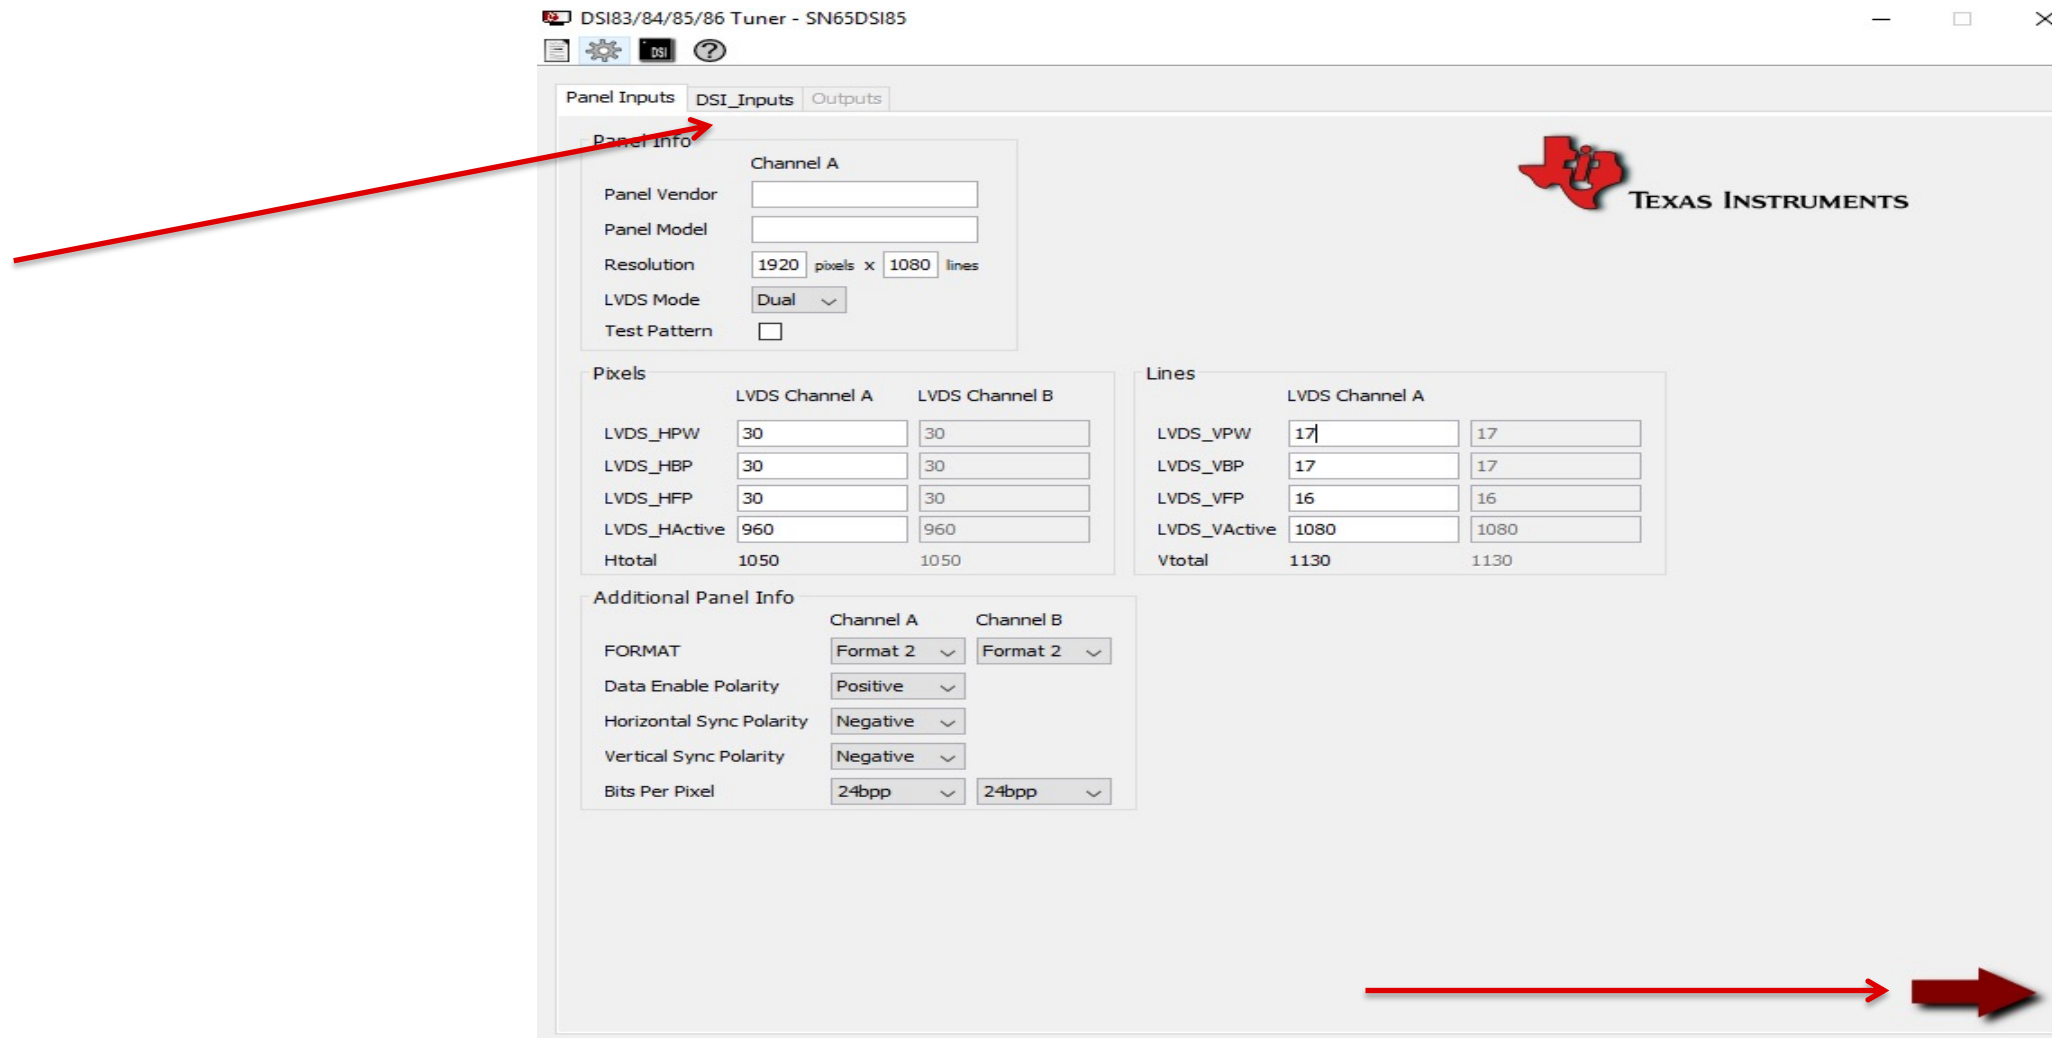 DSI83/84/85/86 Tuner - SN65DSI85
DSI
Panel Inputs DSI_Inputs Outputs
Panel Info
Channel A
Panel Vendor
Panel Model
Resolution 1920 pixels x 1080 lines
LVDS Mode Dual
Test Pattern
TEXAS INSTRUMENTS
Pixels
LVDS Channel A LVDS Channel B
LVDS_HPW 30 30
LVDS_HBP 30 30
LVDS_HFP 30 30
LVDS_HActive 960 960
Htotal 1050 1050
Lines
LVDS Channel A
LVDS_VPW 17 17
LVDS_VBP 17 17
LVDS_VFP 16 16
LVDS_VActive 1080 1080
Vtotal 1130 1130
Additional Panel Info
Channel A Channel B
FORMAT Format 2 Format 2
Data Enable Polarity Positive
Horizontal Sync Polarity Negative
Vertical Sync Polarity Negative
Bits Per Pixel 24bpp 24bpp